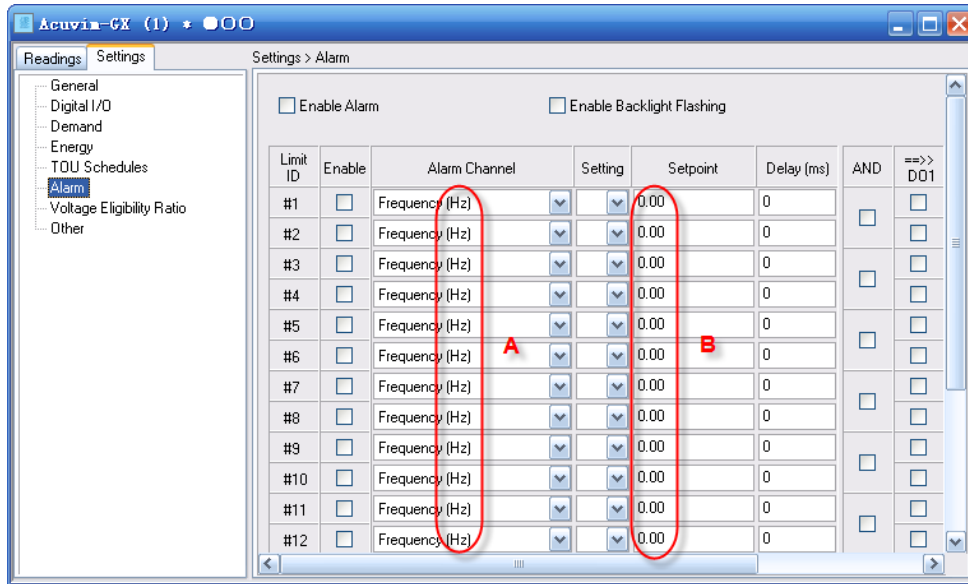 Acuvim-GX (1) *
Readings Settings Settings > Alarm
General
Digital I/O
Demand
Energy
TOU Schedules
Alarm
Voltage Eligibility Ratio
Other
Enable Alarm Enable Backlight Flashing
Limit ID Enable Alarm Channel Setting Setpoint Delay (ms) AND ==>> DO1
#1 Frequency (Hz) 0.00 0
#2 Frequency (Hz) 0.00 0
#3 Frequency (Hz) 0.00 0
#4 Frequency (Hz) 0.00 0
#5 Frequency (Hz) 0.00 0
A B
#6 Frequency (Hz) 0.00 0
#7 Frequency (Hz) 0.00 0
#8 Frequency (Hz) 0.00 0
#9 Frequency (Hz) 0.00 0
#10 Frequency (Hz) 0.00 0
#11 Frequency (Hz) 0.00 0
#12 Frequency (Hz) 0.00 0